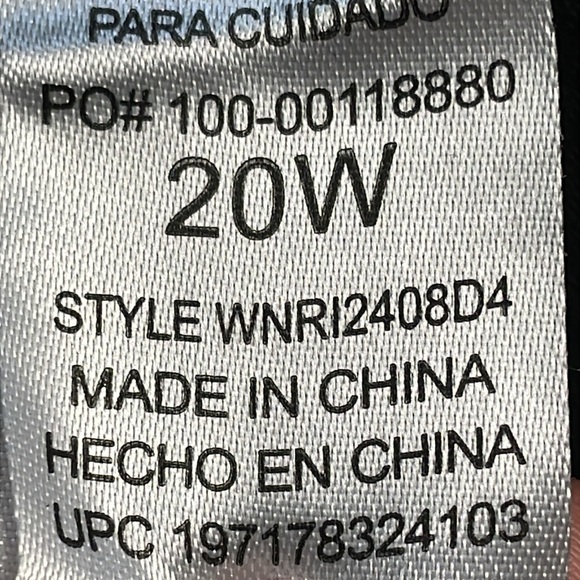 PARA CUIDADO
PO# 100-00118880
20W
STYLE WNRI2408D4
MADE IN CHINA
HECHO EN CHINA
UPC 197178324103